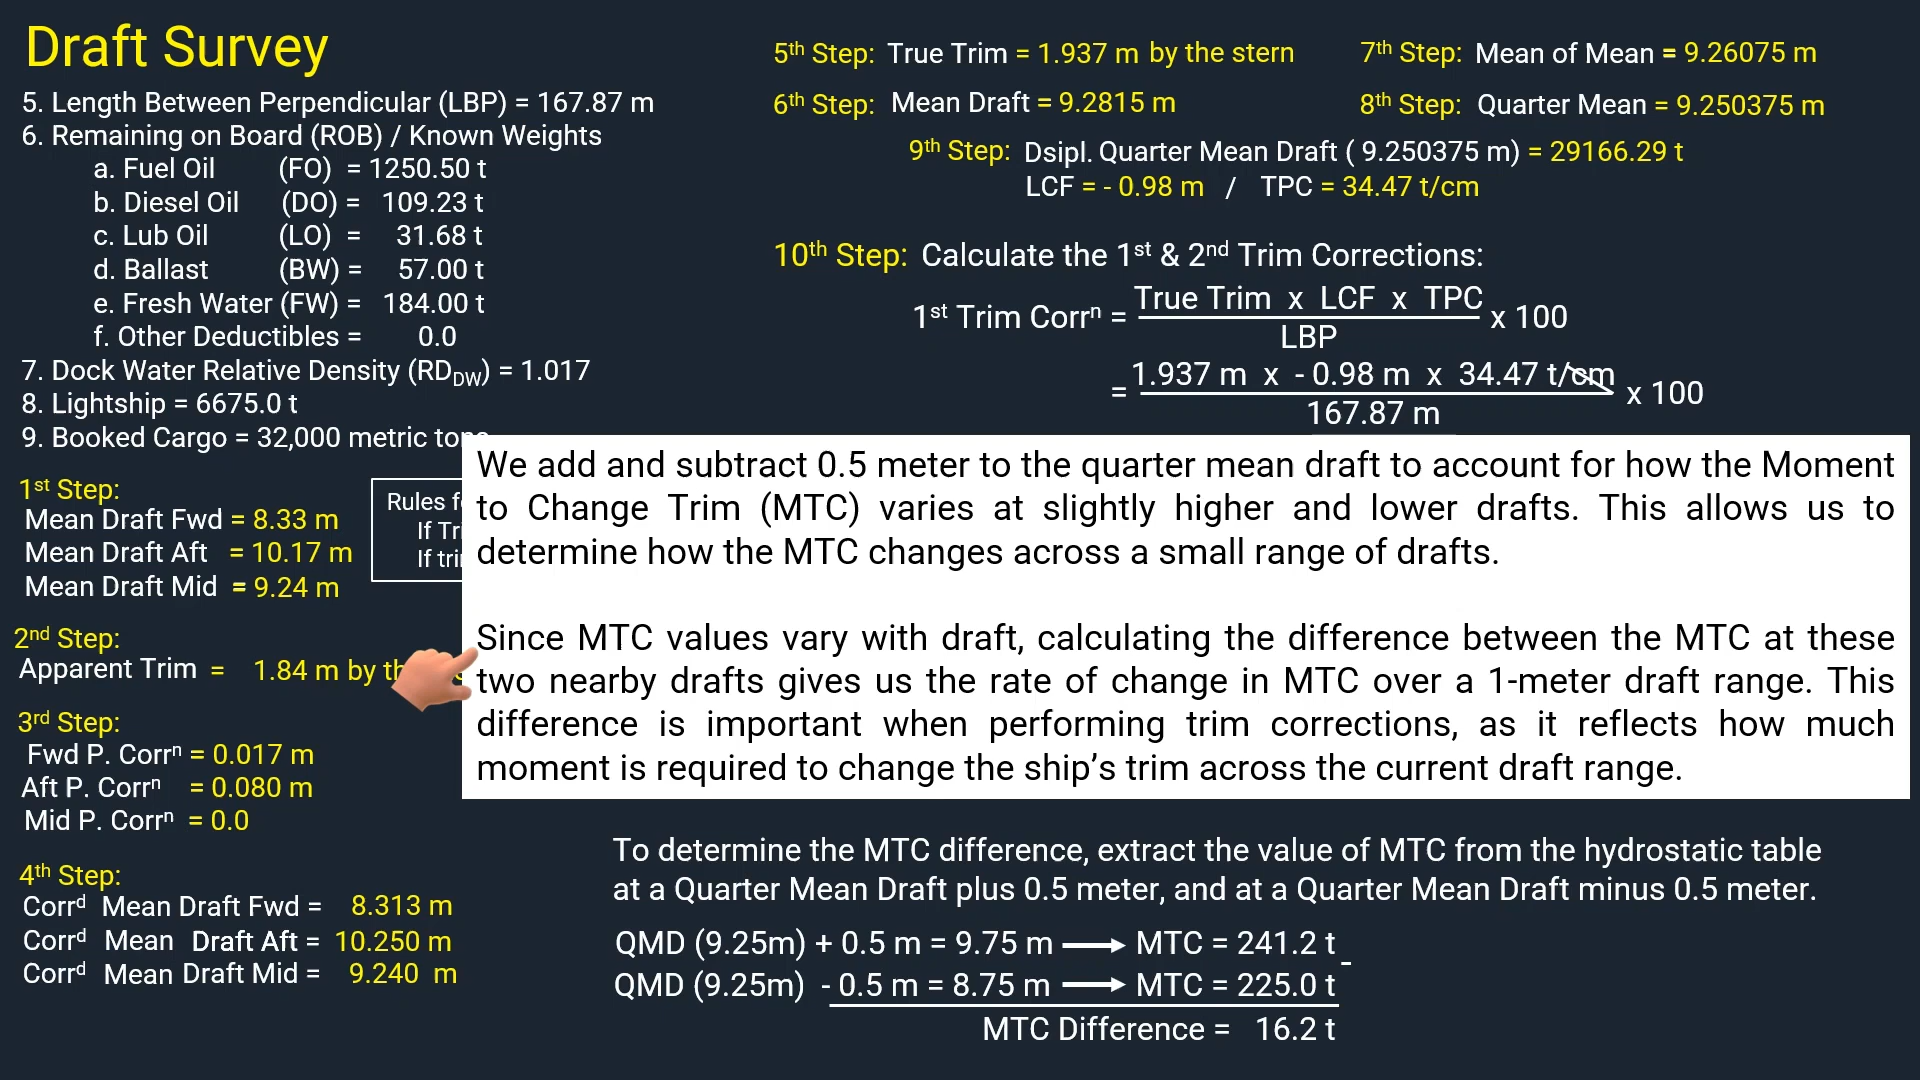 Draft Survey
5. Length Between Perpendicular (LBP) = 167.87 m
6. Remaining on Board (ROB) / Known Weights
a. Fuel Oil (FO) = 1250.50 t
b. Diesel Oil (DO) = 109.23 t
c. Lub Oil (LO) = 31.68 t
d. Ballast (BW) = 57.00 t
e. Fresh Water (FW) = 184.00 t
f. Other Deductibles = 0.0
7. Dock Water Relative Density (RD_DW) = 1.017
8. Lightship = 6675.0 t
9. Booked Cargo = 32,000 metric
1st Step:
Mean Draft Fwd = 8.33 m
Mean Draft Aft = 10.17 m
Mean Draft Mid = 9.24 m
Rules
If
If
2nd Step:
Apparent Trim = 1.84 m by
3rd Step:
Fwd P. Corrn = 0.017 m
Aft P. Corrn = 0.080 m
Mid P. Corrn = 0.0
4th Step:
Corrd Mean Draft Fwd = 8.313 m
Corrd Mean Draft Aft = 10.250 m
Corrd Mean Draft Mid = 9.240 m
5th Step: True Trim = 1.937 m by the stern
6th Step: Mean Draft = 9.2815 m
7th Step: Mean of Mean = 9.26075 m
8th Step: Quarter Mean = 9.250375 m
9th Step: Dsipl. Quarter Mean Draft ( 9.250375 m) = 29166.29 t
LCF = - 0.98 m / TPC = 34.47 t/cm
10th Step: Calculate the 1st & 2nd Trim Corrections:
True Trim x LCF x TPC
1st Trim Corrn = x 100
LBP
1.937 m x - 0.98 m x 34.47 t/cm
= x 100
167.87 m
We add and subtract 0.5 meter to the quarter mean draft to account for how the Moment
to Change Trim (MTC) varies at slightly higher and lower drafts. This allows us to
determine how the MTC changes across a small range of drafts.
Since MTC values vary with draft, calculating the difference between the MTC at these
two nearby drafts gives us the rate of change in MTC over a 1-meter draft range. This
difference is important when performing trim corrections, as it reflects how much
moment is required to change the ship’s trim across the current draft range.
To determine the MTC difference, extract the value of MTC from the hydrostatic table
at a Quarter Mean Draft plus 0.5 meter, and at a Quarter Mean Draft minus 0.5 meter.
QMD (9.25m) + 0.5 m = 9.75 m → MTC = 241.2 t
-
QMD (9.25m) - 0.5 m = 8.75 m → MTC = 225.0 t
MTC Difference = 16.2 t